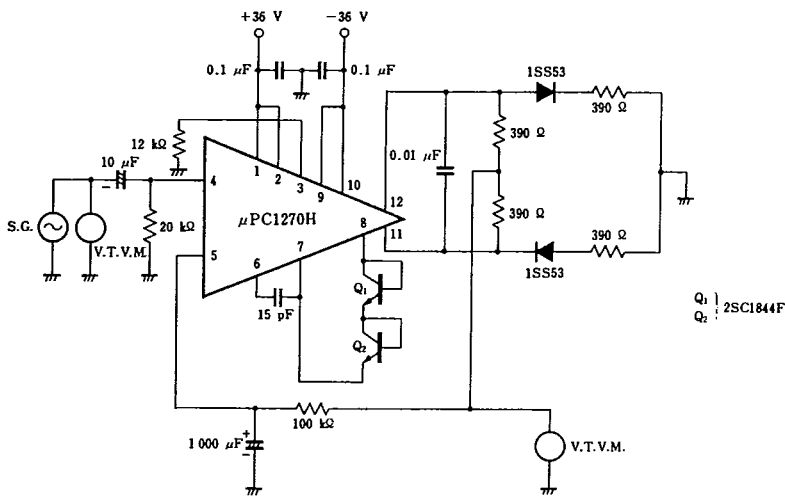 +36 V
−36 V
0.1 μF
0.1 μF
1SS53
390 Ω
12 kΩ
390 Ω
10 μF
−
0.01 μF
1
2
3
9
10
4
12
11
S.G.
V.T.V.M.
20 kΩ
μPC1270H
390 Ω
390 Ω
5
6
7
8
1SS53
15 pF
Q₁
Q₂
Q₁
Q₂
2SC1844F
100 kΩ
1 000 μF
+
−
V.T.V.M.